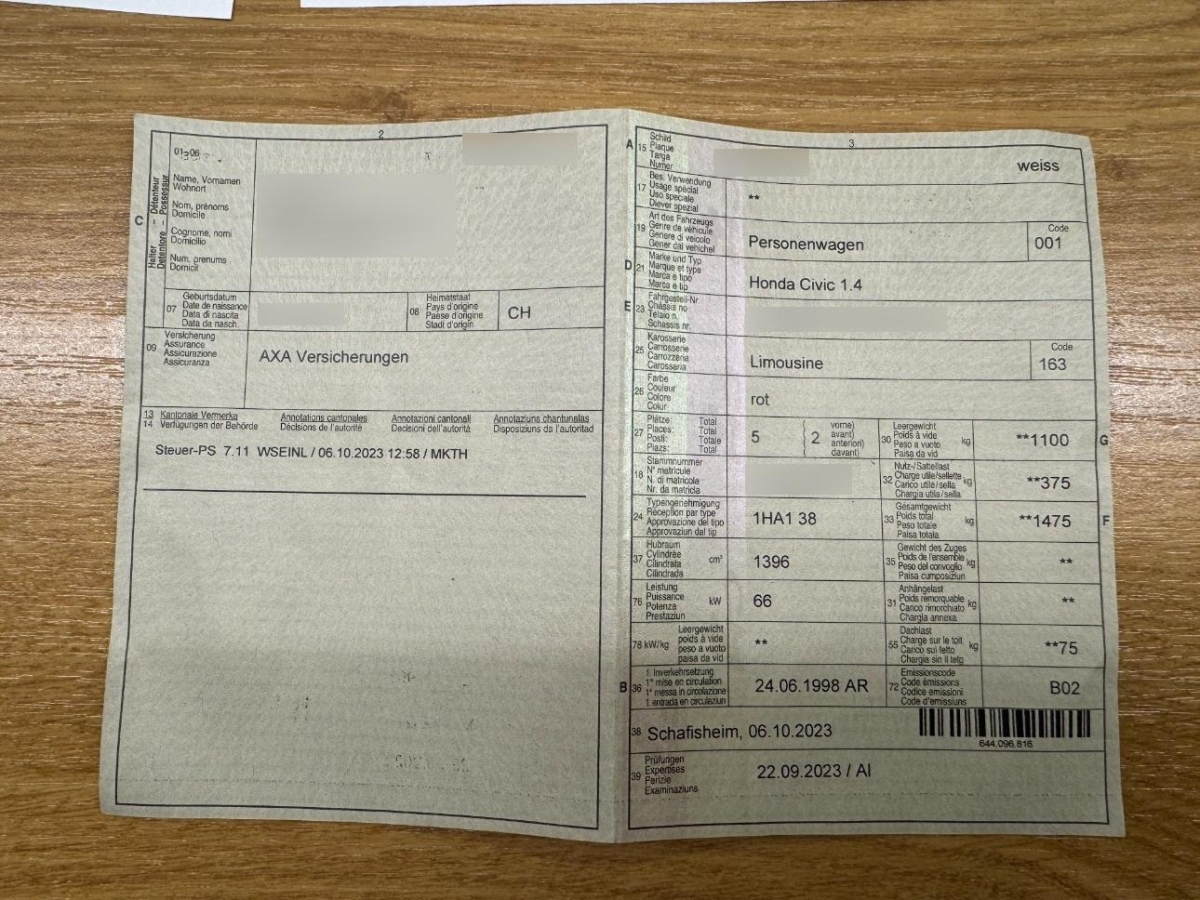 2
01-06
C
Halter – Détenteur
Detentore – Possessur
Name, Vornamen
Wohnort
Nom, prénoms
Domicile
Cognome, nomi
Domicilio
Num, prenums
Domicil
07
Geburtsdatum
Date de naissance
Data di nascita
Data da nasch.
08
Heimatstaat
Pays d'origine
Paese d'origine
Stadi d'origin
CH
09
Versicherung
Assurance
Assicurazione
Assicuranza
AXA Versicherungen
13 Kantonale Vermerke Annotations cantonales Annotazioni cantonali Annotaziuns chantunalas
14 Verfügungen der Behörde Décisions de l'autorité Decisioni dell'autorità Disposiziuns da l'autoritad
Steuer-PS 7.11 WSEINL / 06.10.2023 12:58 / MKTH
3
A 15
Schild
Plaque
Targa
Numer
weiss
17
Bes. Verwendung
Usage spécial
Uso speciale
Diever spezial
**
19
Art des Fahrzeugs
Genre de véhicule
Genere di veicolo
Gener dal vehichel
Personenwagen
Code
001
D 21
Marke und Typ
Marque et type
Marca e tipo
Marca e tip
Honda Civic 1.4
E 23
Fahrgestell-Nr.
Châssis no
Telaio n.
Schassis nr.
25
Karosserie
Carrosserie
Carrozzeria
Carossaria
Limousine
Code
163
26
Farbe
Couleur
Colore
Colur
rot
27
Plätze Total
Places: Total
Posti: Totale
Plazs: Total
5
2
vorne)
avant)
anteriori)
davant)
30
Leergewicht
Poids à vide
Peso a vuoto
Paisa da vid
kg
**1100
G
18
Stammnummer
N° matricule
N. di matricola
Nr. da matricla
32
Nutz-/Sattellast
Charge utile/sellette
Carico utile/sella
Chargia utila/sella
kg
**375
24
Typengenehmigung
Réception par type
Approvazione del tipo
Approvaziun dal tip
1HA1 38
33
Gesamtgewicht
Poids total
Peso totale
Paisa totala
kg
**1475
F
37
Hubraum
Cylindrée
Cilindrata
Cilindrada
cm³
1396
35
Gewicht des Zuges
Poids de l'ensemble
Peso del convoglio
Paisa cumposiziun
kg
**
76
Leistung
Puissance
Potenza
Prestaziun
kW
66
31
Anhängelast
Poids remorquable
Carico rimorchiato
Chargia annexa
kg
**
78 kW/kg
Leergewicht
poids à vide
peso a vuoto
paisa da vid
**
55
Dachlast
Charge sur le toit
Carico sul tetto
Chargia sin il tetg
kg
**75
B 36
1. Inverkehrsetzung
1re mise en circulation
1a messa in circolazione
1. entrada en circulaziun
24.06.1998 AR
72
Emissionscode
Code émissions
Codice emissioni
Code d'emissiuns
B02
38 Schafisheim, 06.10.2023
644.096.816
39
Prüfungen
Expertises
Perizie
Examinaziuns
22.09.2023 / AI